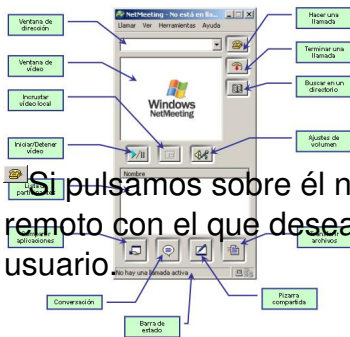 NetMeeting - No está en lla...
Ventana de
dirección
Hacer una
llamada
Llamar Ver Herramientas Ayuda
Terminar una
llamada
Ventana de
vídeo
Buscar en un
directorio
Incrustar
vídeo local
Windows
NetMeeting
Iniciar/Detener
vídeo
Ajustes de
volumen
Nombre
Si pulsamos sobre él n
remoto con el que desea
aplicaciones
archivos
usuario.
No hay una llamada activa
Conversación
Pizarra
compartida
Barra de
estado